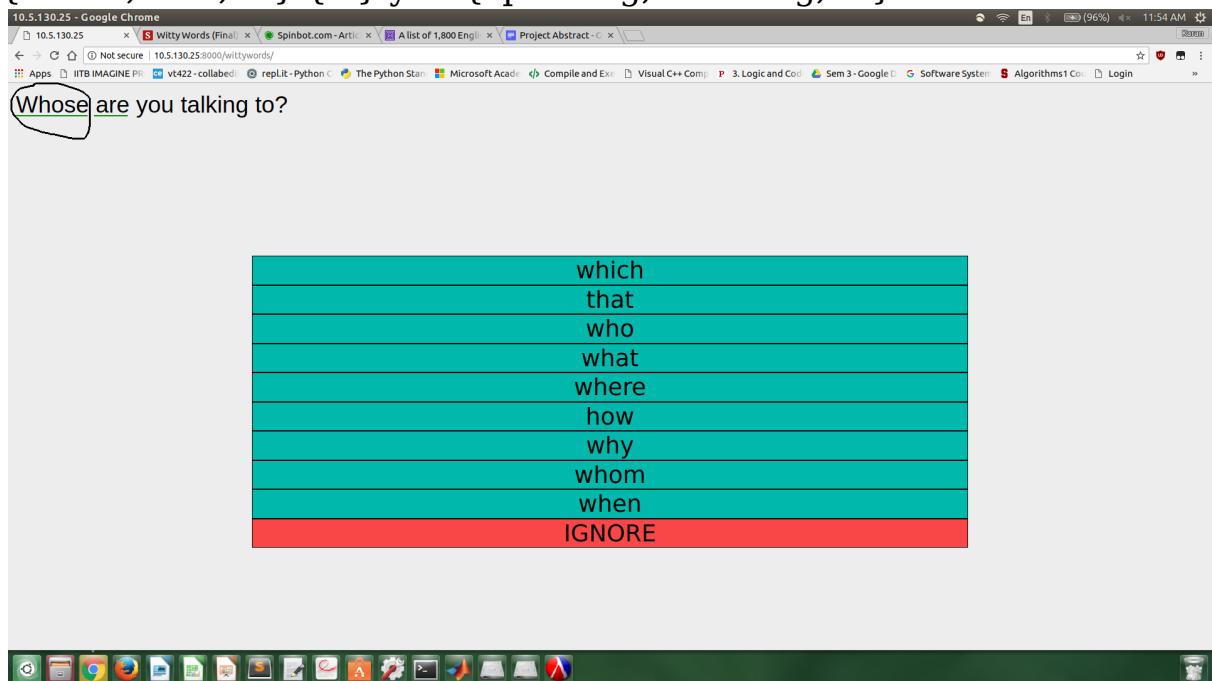 10.5.130.25 - Google Chrome
En (96%) 11:54 AM
10.5.130.25 × S Witty Words (Final) × Spinbot.com - Artic × A list of 1,800 Engli × Project Abstract - G × Karan
Not secure | 10.5.130.25:8000/wittywords/
Apps IITB IMAGINE PR ce vt422 - collabedi repl.it - Python C The Python Stan Microsoft Acade </> Compile and Exe Visual C++ Comp P 3. Logic and Cod Sem 3 - Google D G Software System S Algorithms1 Cou Login »
Whose are you talking to?
which
that
who
what
where
how
why
whom
when
IGNORE